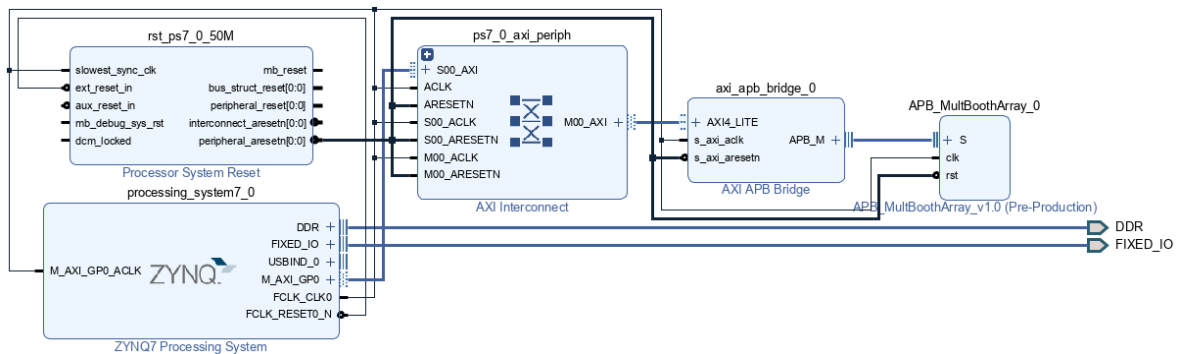 rst_ps7_0_50M
slowest_sync_clk
ext_reset_in
aux_reset_in
mb_debug_sys_rst
dcm_locked
mb_reset
bus_struct_reset[0:0]
peripheral_reset[0:0]
interconnect_aresetn[0:0]
peripheral_aresetn[0:0]
Processor System Reset
processing_system7_0
M_AXI_GP0_ACLK
ZYNQ
DDR
FIXED_IO
USBIND_0
M_AXI_GP0
FCLK_CLK0
FCLK_RESET0_N
ZYNQ7 Processing System
ps7_0_axi_periph
S00_AXI
ACLK
ARESETN
S00_ACLK
S00_ARESETN
M00_ACLK
M00_ARESETN
M00_AXI
AXI Interconnect
axi_apb_bridge_0
AXI4_LITE
s_axi_aclk
s_axi_aresetn
APB_M
AXI APB Bridge
APB_MultBoothArray_0
S
clk
rst
APB_MultBoothArray_v1.0 (Pre-Production)
DDR
FIXED_IO